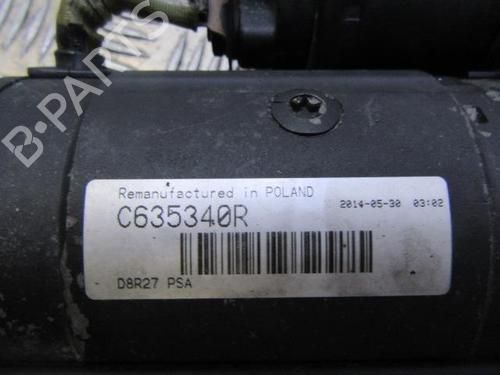 B-PARTS
Remanufactured in POLAND
2014-05-30 03:02
C635340R
D8R27 PSA